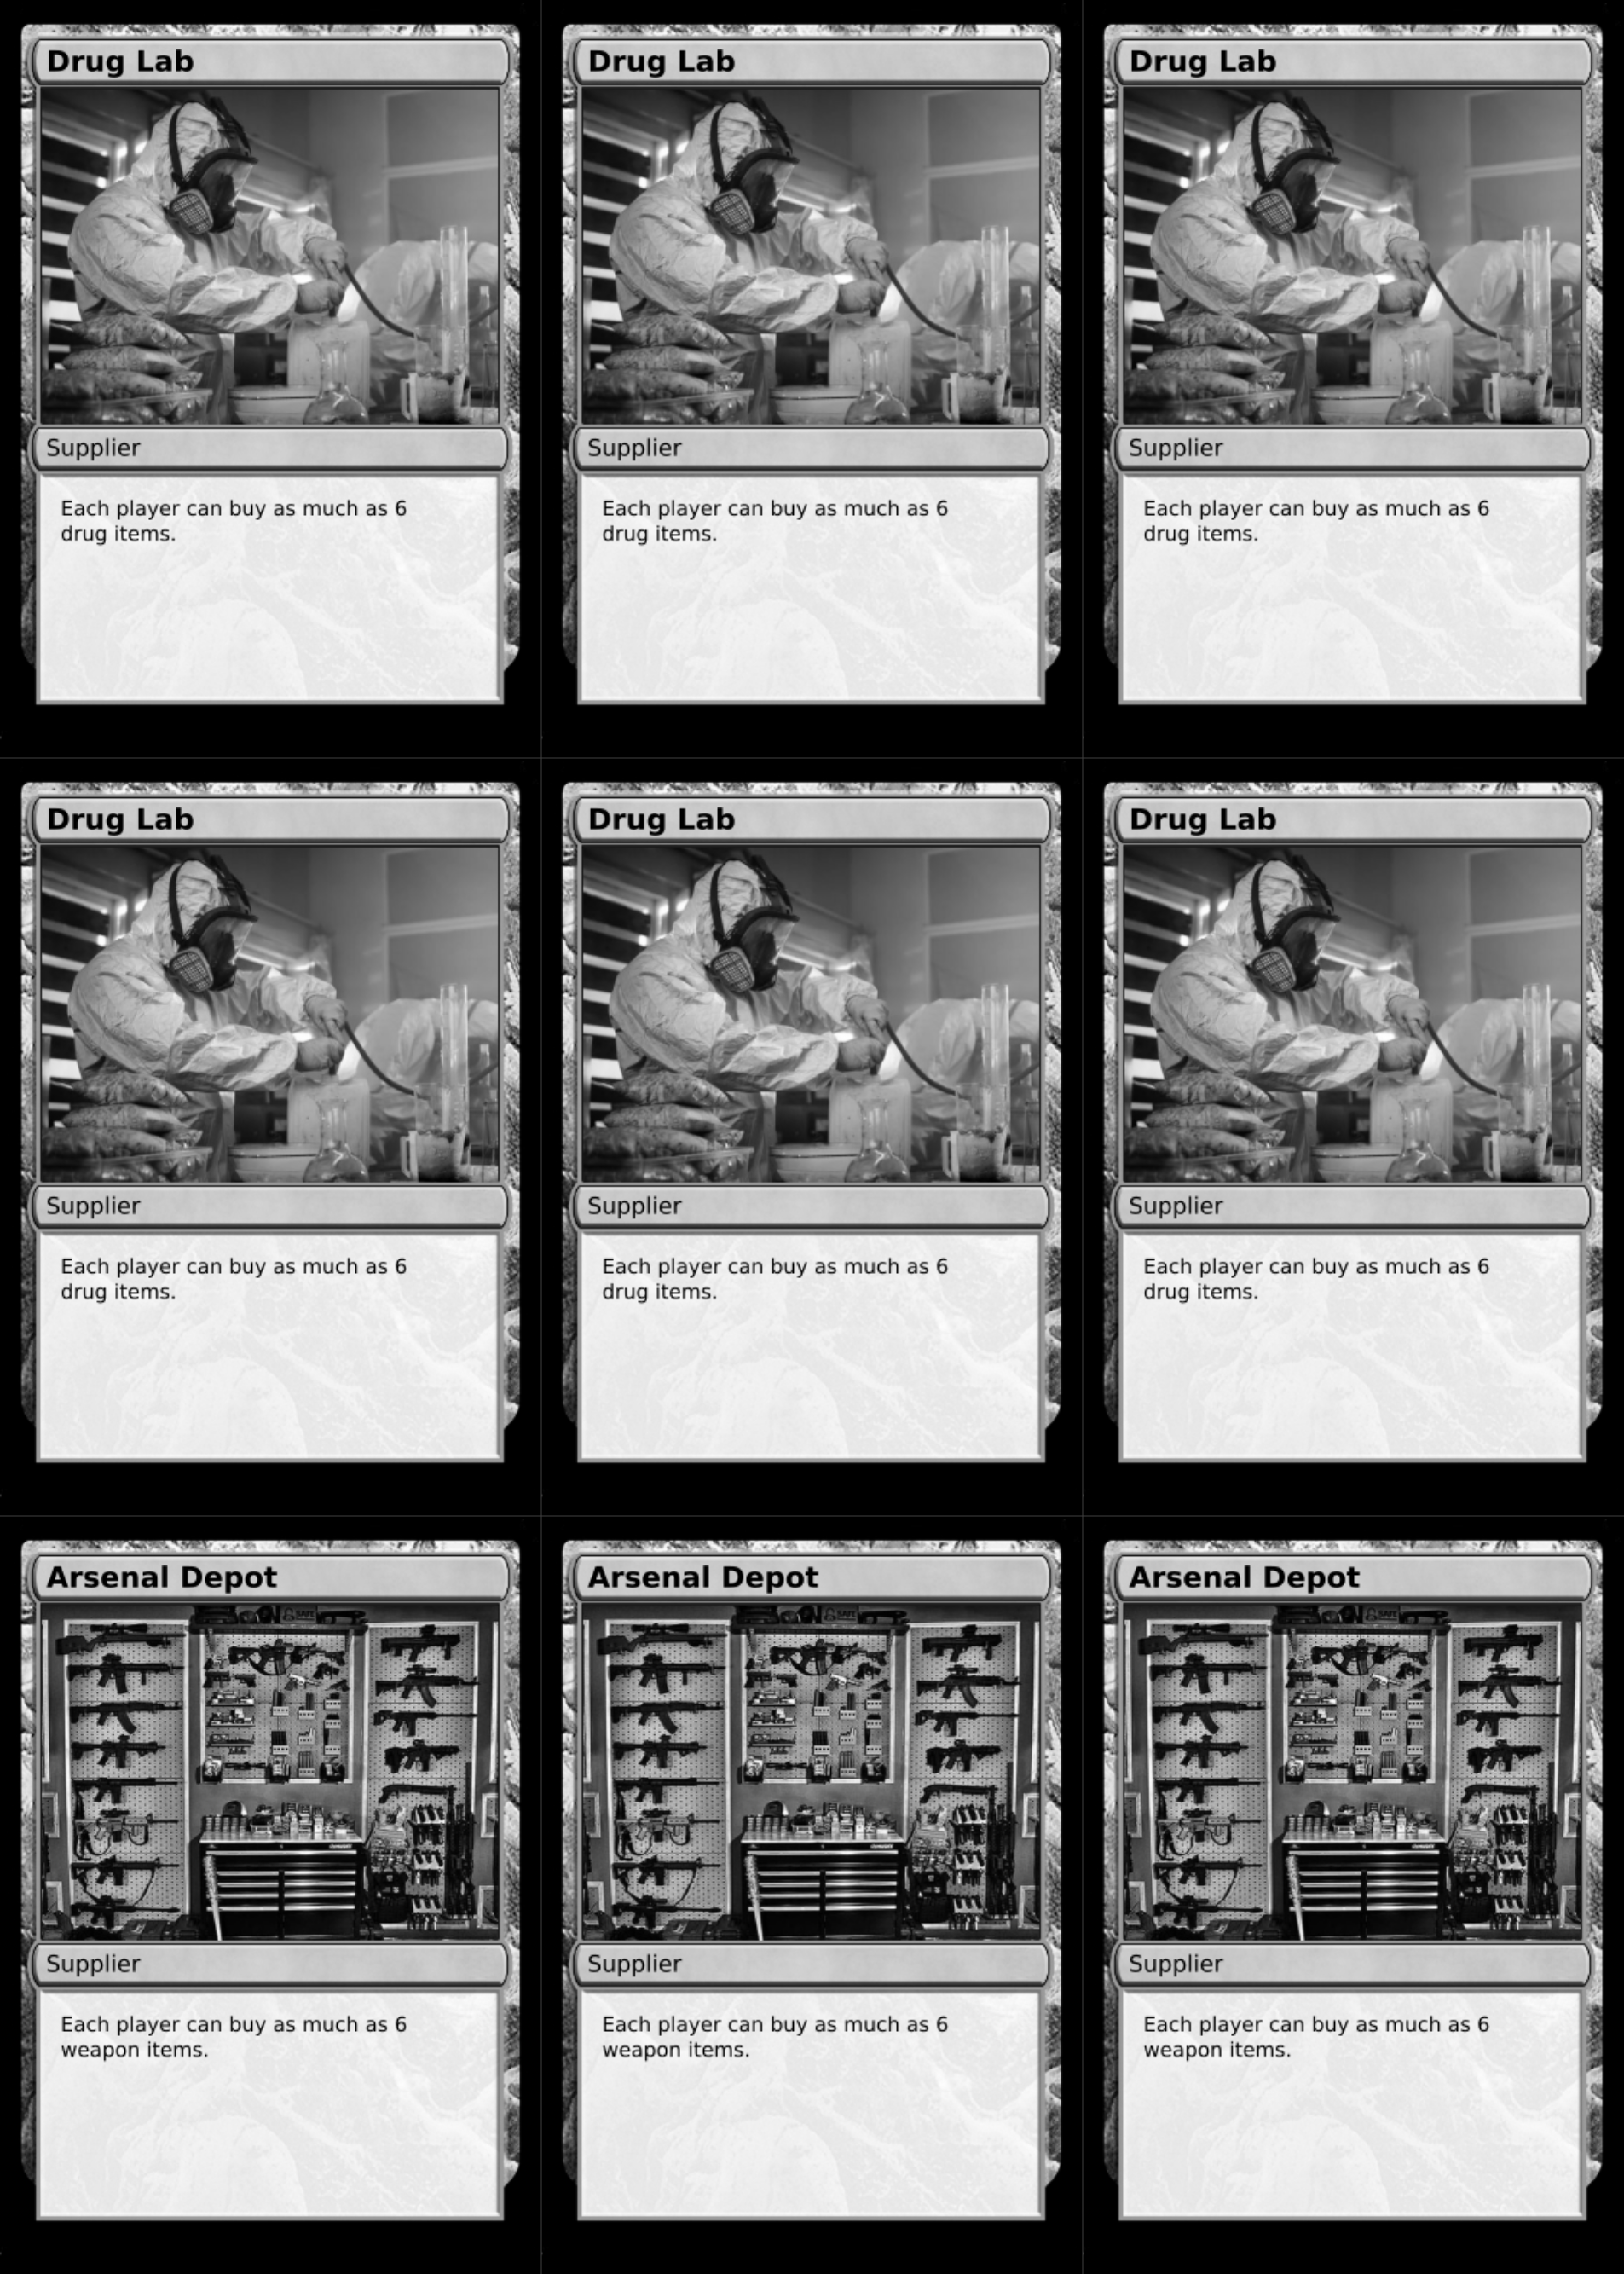 Drug Lab
Drug Lab
Drug Lab
Supplier
Supplier
Supplier
Each player can buy as much as 6
drug items.
Each player can buy as much as 6
drug items.
Each player can buy as much as 6
drug items.
Drug Lab
Drug Lab
Drug Lab
Supplier
Supplier
Supplier
Each player can buy as much as 6
drug items.
Each player can buy as much as 6
drug items.
Each player can buy as much as 6
drug items.
Arsenal Depot
Arsenal Depot
Arsenal Depot
SAFE
SAFE
SAFE
Supplier
Supplier
Supplier
Each player can buy as much as 6
weapon items.
Each player can buy as much as 6
weapon items.
Each player can buy as much as 6
weapon items.